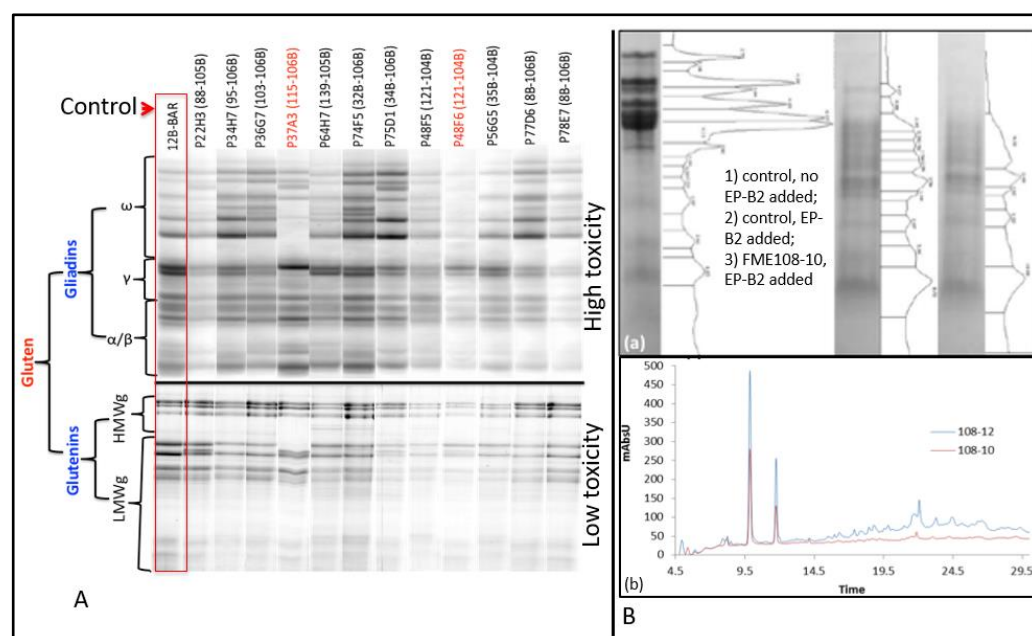 Control
12B-BAR
P22H3 (88-105B)
P34H7 (95-106B)
P36G7 (103-106B)
P37A3 (115-106B)
P64H7 (139-105B)
P74F5 (32B-106B)
P75D1 (34B-106B)
P48F5 (121-104B)
P48F6 (121-104B)
P56G5 (35B-104B)
P77D6 (8B-106B)
P78E7 (8B-106B)
Gluten
Gliadins
ω
γ
α/β
Glutenins
HMWg
LMWg
High toxicity
Low toxicity
A
1) control, no
EP-B2 added;
2) control, EP-
B2 added;
3) FME108-10,
EP-B2 added
(a)
500
450
400
350
300
250
200
150
100
50
0
mAbsU
108-12
108-10
4.5 9.5 14.5 19.5 24.5 29.5
Time
(b)
B